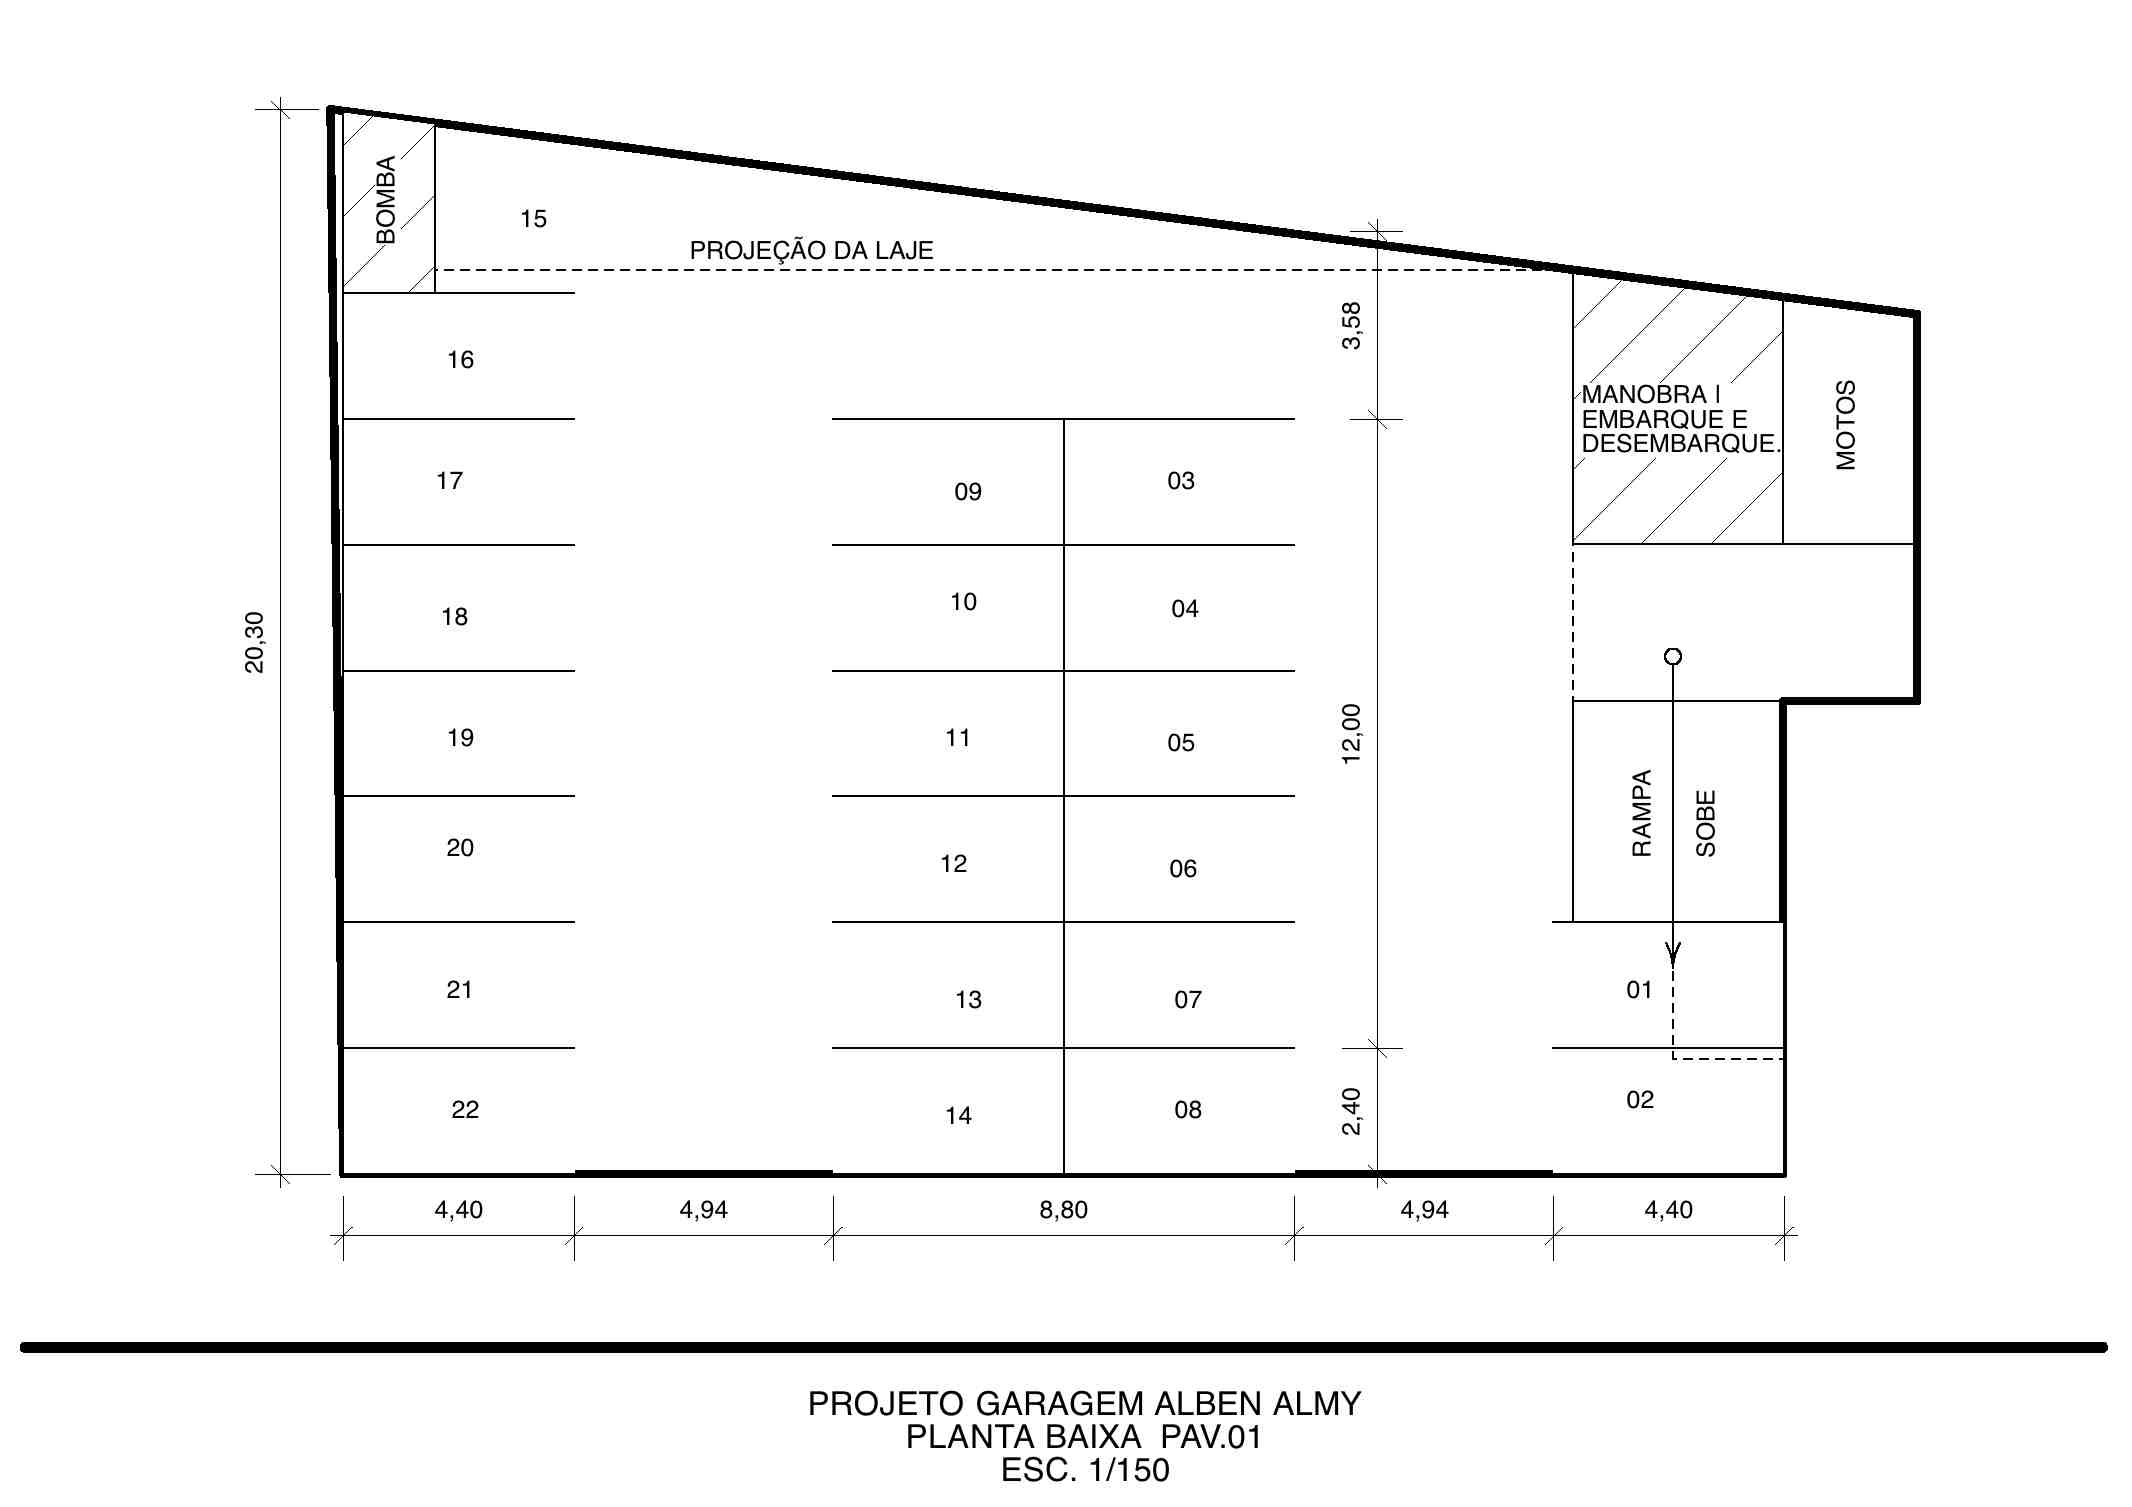 BOMBA
15
PROJEÇÃO DA LAJE
16
3,58
MANOBRA |
EMBARQUE E
DESEMBARQUE.
MOTOS
17
09
03
18
10
04
20,30
19
11
05
12,00
RAMPA
SOBE
20
12
06
21
13
07
01
22
14
08
2,40
02
4,40
4,94
8,80
4,94
4,40
PROJETO GARAGEM ALBEN ALMY
PLANTA BAIXA PAV.01
ESC. 1/150